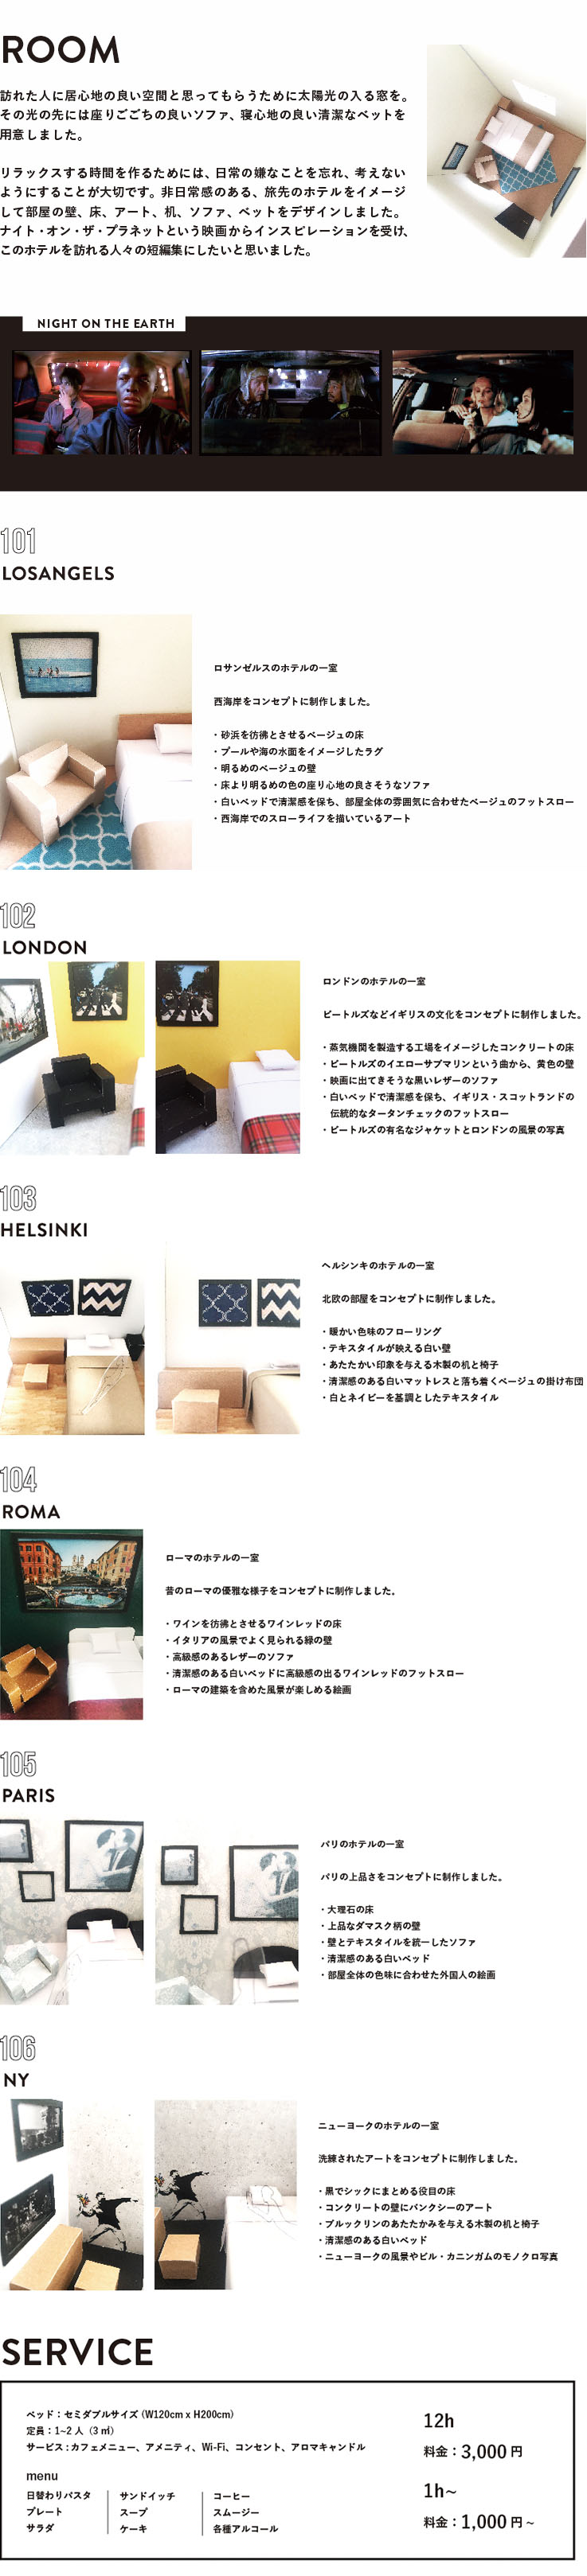 ROOM
訪れた人に居心地の良い空間と思ってもらうために太陽光の入る窓を。
その光の先には座りごごちの良いソファ、寝心地の良い清潔なベットを
用意しました。
リラックスする時間を作るためには、日常の嫌なことを忘れ、考えない
ようにすることが大切です。非日常感のある、旅先のホテルをイメージ
して部屋の壁、床、アート、机、ソファ、ベットをデザインしました。
ナイト・オン・ザ・プラネットという映画からインスピレーションを受け、
このホテルを訪れる人々の短編集にしたいと思いました。
NIGHT ON THE EARTH
101
LOSANGELS
ロサンゼルスのホテルの一室
西海岸をコンセプトに制作しました。
・砂浜を彷彿とさせるベージュの床
・プールや海の水面をイメージしたラグ
・明るめのベージュの壁
・床より明るめの色の座り心地の良さそうなソファ
・白いベッドで清潔感を保ち、部屋全体の雰囲気に合わせたベージュのフットスロー
・西海岸でのスローライフを描いているアート
102
LONDON
ロンドンのホテルの一室
ビートルズなどイギリスの文化をコンセプトに制作しました。
・蒸気機関を製造する工場をイメージしたコンクリートの床
・ビートルズのイエローサブマリンという曲から、黄色の壁
・映画に出てきそうな黒いレザーのソファ
・白いベッドで清潔感を保ち、イギリス・スコットランドの
伝統的なタータンチェックのフットスロー
・ビートルズの有名なジャケットとロンドンの風景の写真
103
HELSINKI
ヘルシンキのホテルの一室
北欧の部屋をコンセプトに制作しました。
・暖かい色味のフローリング
・テキスタイルが映える白い壁
・あたたかい印象を与える木製の机と椅子
・清潔感のある白いマットレスと落ち着くベージュの掛け布団
・白とネイビーを基調としたテキスタイル
104
ROMA
ローマのホテルの一室
昔のローマの優雅な様子をコンセプトに制作しました。
・ワインを彷彿とさせるワインレッドの床
・イタリアの風景でよく見られる緑の壁
・高級感のあるレザーのソファ
・清潔感のある白いベッドに高級感の出るワインレッドのフットスロー
・ローマの建築を含めた風景が楽しめる絵画
105
PARIS
パリのホテルの一室
パリの上品さをコンセプトに制作しました。
・大理石の床
・上品なダマスク柄の壁
・壁とテキスタイルを統一したソファ
・清潔感のある白いベッド
・部屋全体の色味に合わせた外国人の絵画
106
NY
ニューヨークのホテルの一室
洗練されたアートをコンセプトに制作しました。
・黒でシックにまとめる役目の床
・コンクリートの壁にバンクシーのアート
・ブルックリンのあたたかみを与える木製の机と椅子
・清潔感のある白いベッド
・ニューヨークの風景やビル・カニンガムのモノクロ写真
SERVICE
ベッド：セミダブルサイズ (W120cm x H200cm)
定員：1~2 人（3 ㎡）
サービス：カフェメニュー、アメニティ、Wi-Fi、コンセント、アロマキャンドル
menu
日替わりパスタ
プレート
サラダ
サンドイッチ
スープ
ケーキ
コーヒー
スムージー
各種アルコール
12h
料金：3,000 円
1h~
料金：1,000 円 ~